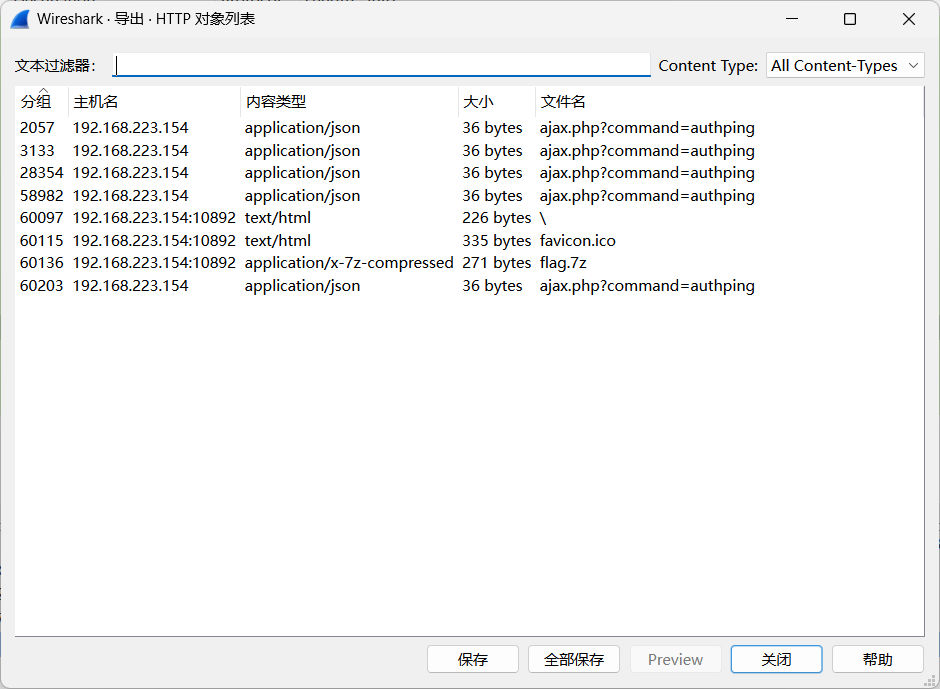 Wireshark · 导出 · HTTP 对象列表
文本过滤器: Content Type: All Content-Types
分组 主机名 内容类型 大小 文件名
2057 192.168.223.154 application/json 36 bytes ajax.php?command=authping
3133 192.168.223.154 application/json 36 bytes ajax.php?command=authping
28354 192.168.223.154 application/json 36 bytes ajax.php?command=authping
58982 192.168.223.154 application/json 36 bytes ajax.php?command=authping
60097 192.168.223.154:10892 text/html 226 bytes \
60115 192.168.223.154:10892 text/html 335 bytes favicon.ico
60136 192.168.223.154:10892 application/x-7z-compressed 271 bytes flag.7z
60203 192.168.223.154 application/json 36 bytes ajax.php?command=authping
保存 全部保存 Preview 关闭 帮助